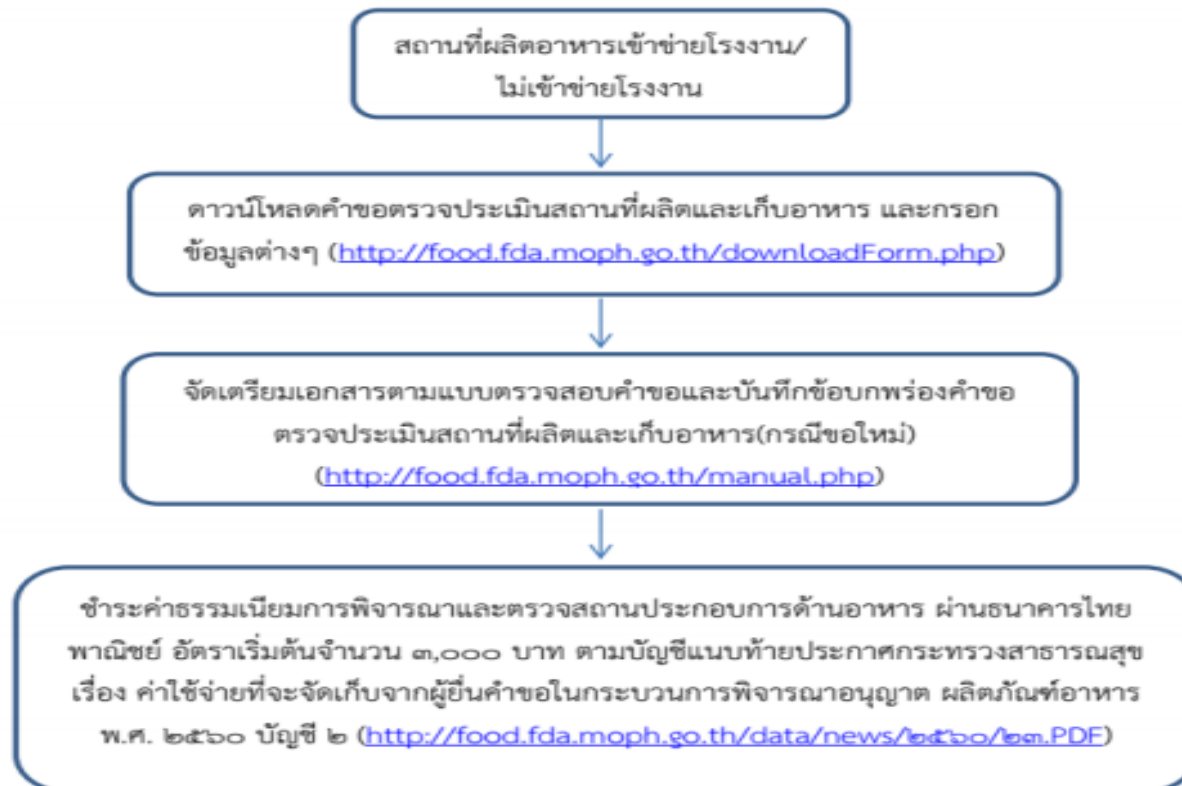 สถานที่ผลิตอาหารเข้าข่ายโรงงาน/
ไม่เข้าข่ายโรงงาน
ดาวน์โหลดคำขอตรวจประเมินสถานที่ผลิตและเก็บอาหาร และกรอก
ข้อมูลต่างๆ (http://food.fda.moph.go.th/downloadForm.php)
จัดเตรียมเอกสารตามแบบตรวจสอบคำขอและบันทึกข้อบกพร่องคำขอ
ตรวจประเมินสถานที่ผลิตและเก็บอาหาร(กรณีขอใหม่)
(http://food.fda.moph.go.th/manual.php)
ชำระค่าธรรมเนียมการพิจารณาและตรวจสถานประกอบการด้านอาหาร ผ่านธนาคารไทย
พาณิชย์ อัตราเริ่มต้นจำนวน ๓,๐๐๐ บาท ตามบัญชีแนบท้ายประกาศกระทรวงสาธารณสุข
เรื่อง ค่าใช้จ่ายที่จะจัดเก็บจากผู้ยื่นคำขอในกระบวนการพิจารณาอนุญาต ผลิตภัณฑ์อาหาร
พ.ศ. ๒๕๖๐ บัญชี ๒ (http://food.fda.moph.go.th/data/news/๒๕๖๐/๒๓.PDF)